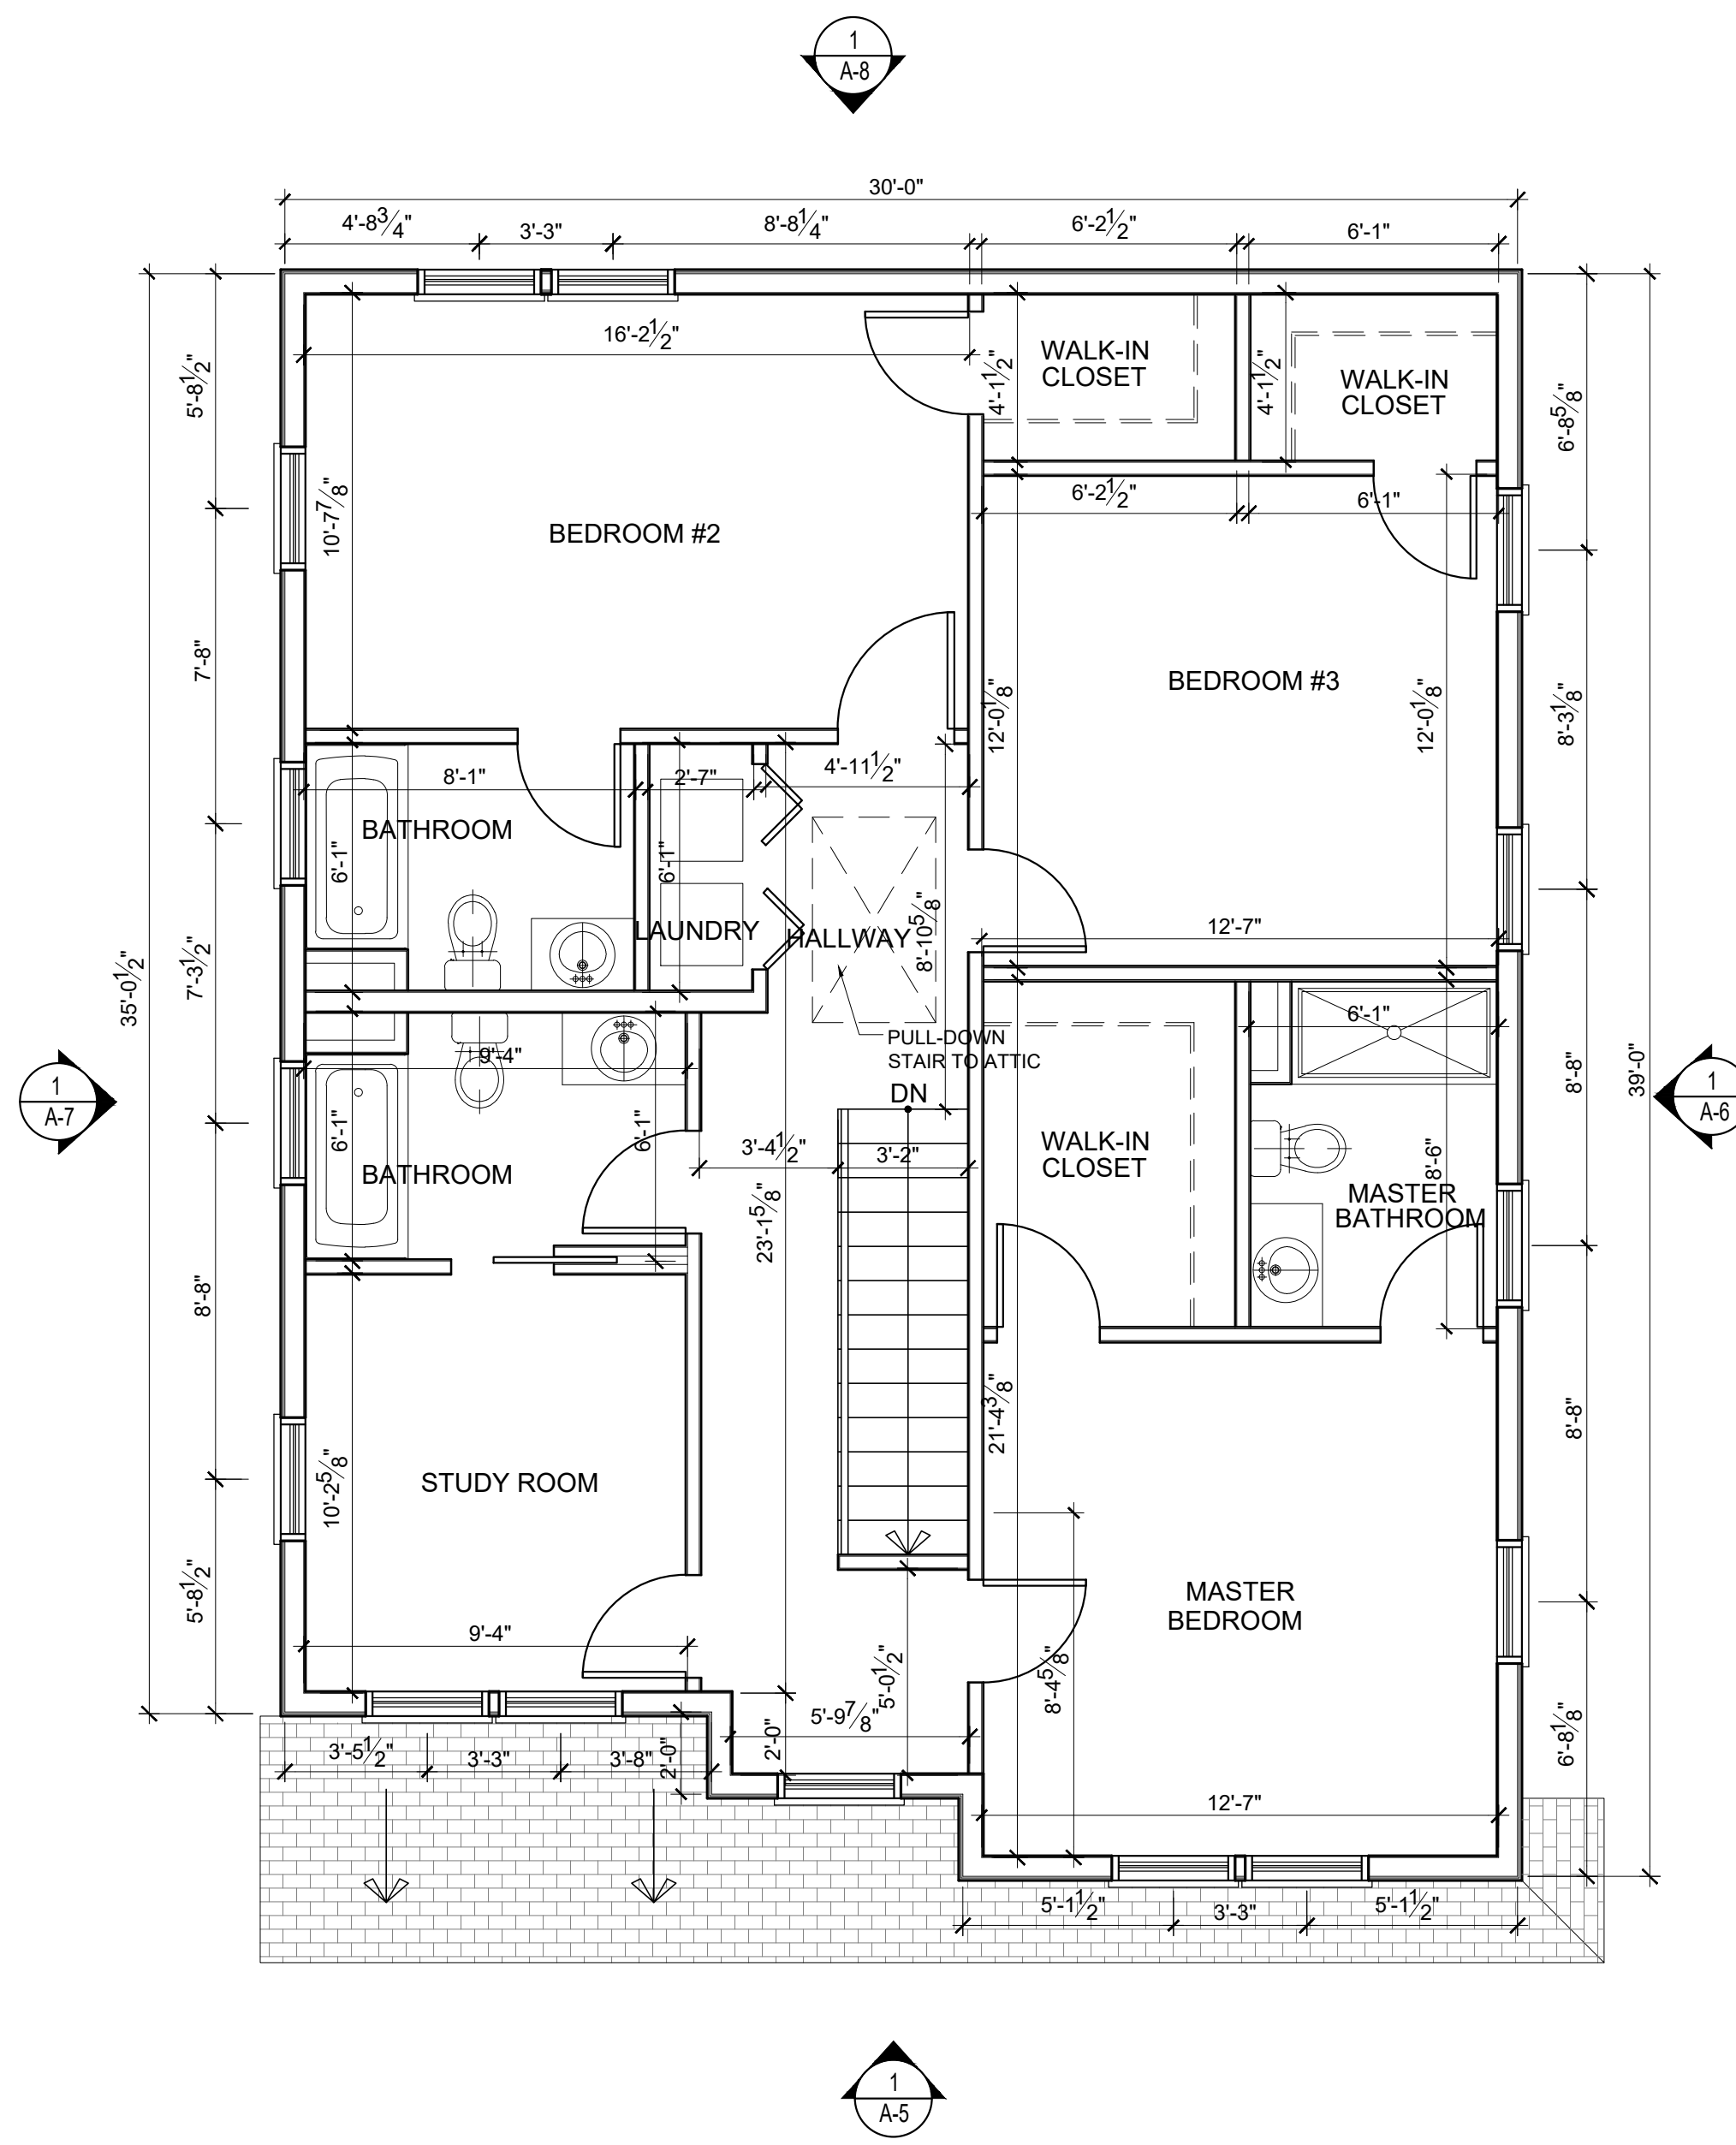 1
A-8
30'-0"
4'-8 3/4"
3'-3"
8'-8 1/4"
6'-2 1/2"
6'-1"
16'-2 1/2"
WALK-IN
CLOSET
4'-1 1/2"
4'-1 1/2"
WALK-IN
CLOSET
5'-8 1/2"
6'-8 5/8"
6'-2 1/2"
6'-1"
10'-7 7/8"
BEDROOM #2
7'-8"
BEDROOM #3
12'-0 1/8"
12'-0 1/8"
8'-3 1/8"
8'-1"
2'-7"
4'-11 1/2"
BATHROOM
6'-1"
6'-1"
LAUNDRY
HALLWAY
8'-10 5/8"
12'-7"
35'-0 1/2"
7'-3 1/2"
6'-1"
PULL-DOWN
STAIR TO ATTIC
9'-4"
DN
8'-8"
39'-0"
1
A-7
1
A-6
6'-1"
6'-1"
BATHROOM
3'-4 1/2"
3'-2"
WALK-IN
CLOSET
8'-6"
MASTER
BATHROOM
23'-1 5/8"
8'-8"
21'-4 3/8"
8'-8"
10'-2 5/8"
STUDY ROOM
MASTER
BEDROOM
5'-8 1/2"
9'-4"
5'-0 1/2"
8'-4 5/8"
5'-9 7/8"
2'-0"
2'-0"
6'-8 1/8"
3'-5 1/2"
3'-3"
3'-8"
12'-7"
5'-1 1/2"
3'-3"
5'-1 1/2"
1
A-5